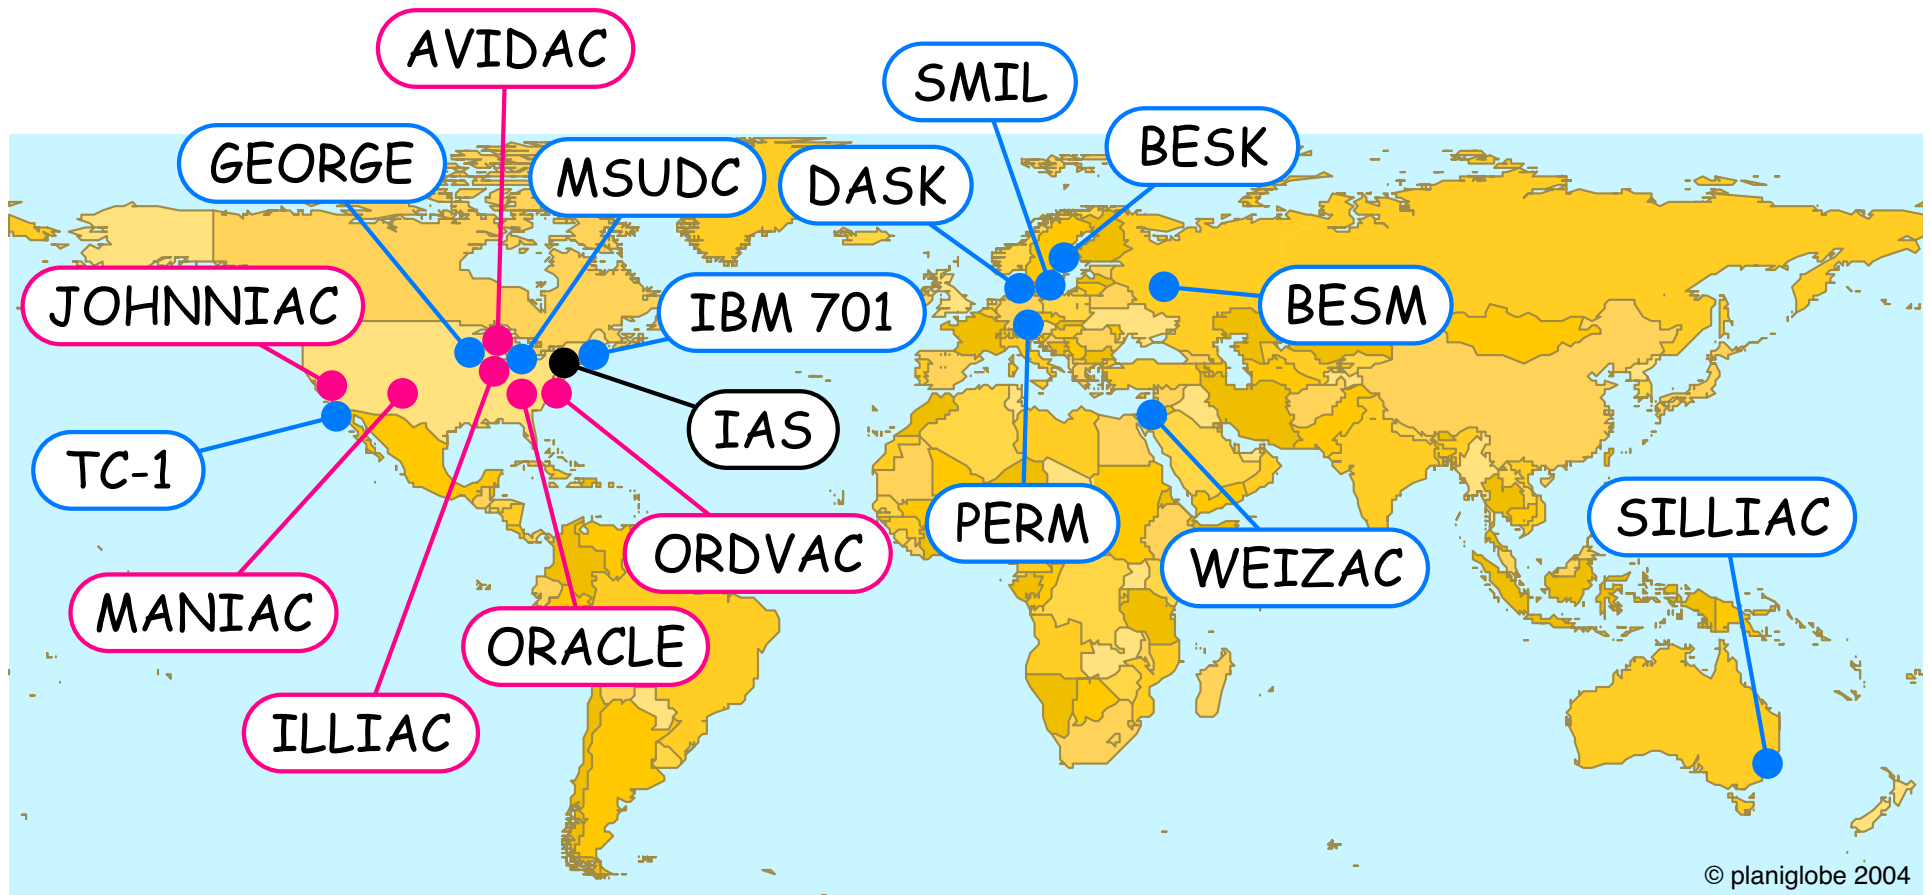 AVIDAC
SMIL
BESK
GEORGE
MSUDC
DASK
JOHNNIAC
IBM 701
BESM
IAS
TC-1
PERM
SILLIAC
ORDVAC
WEIZAC
MANIAC
ORACLE
ILLIAC
© planiglobe 2004